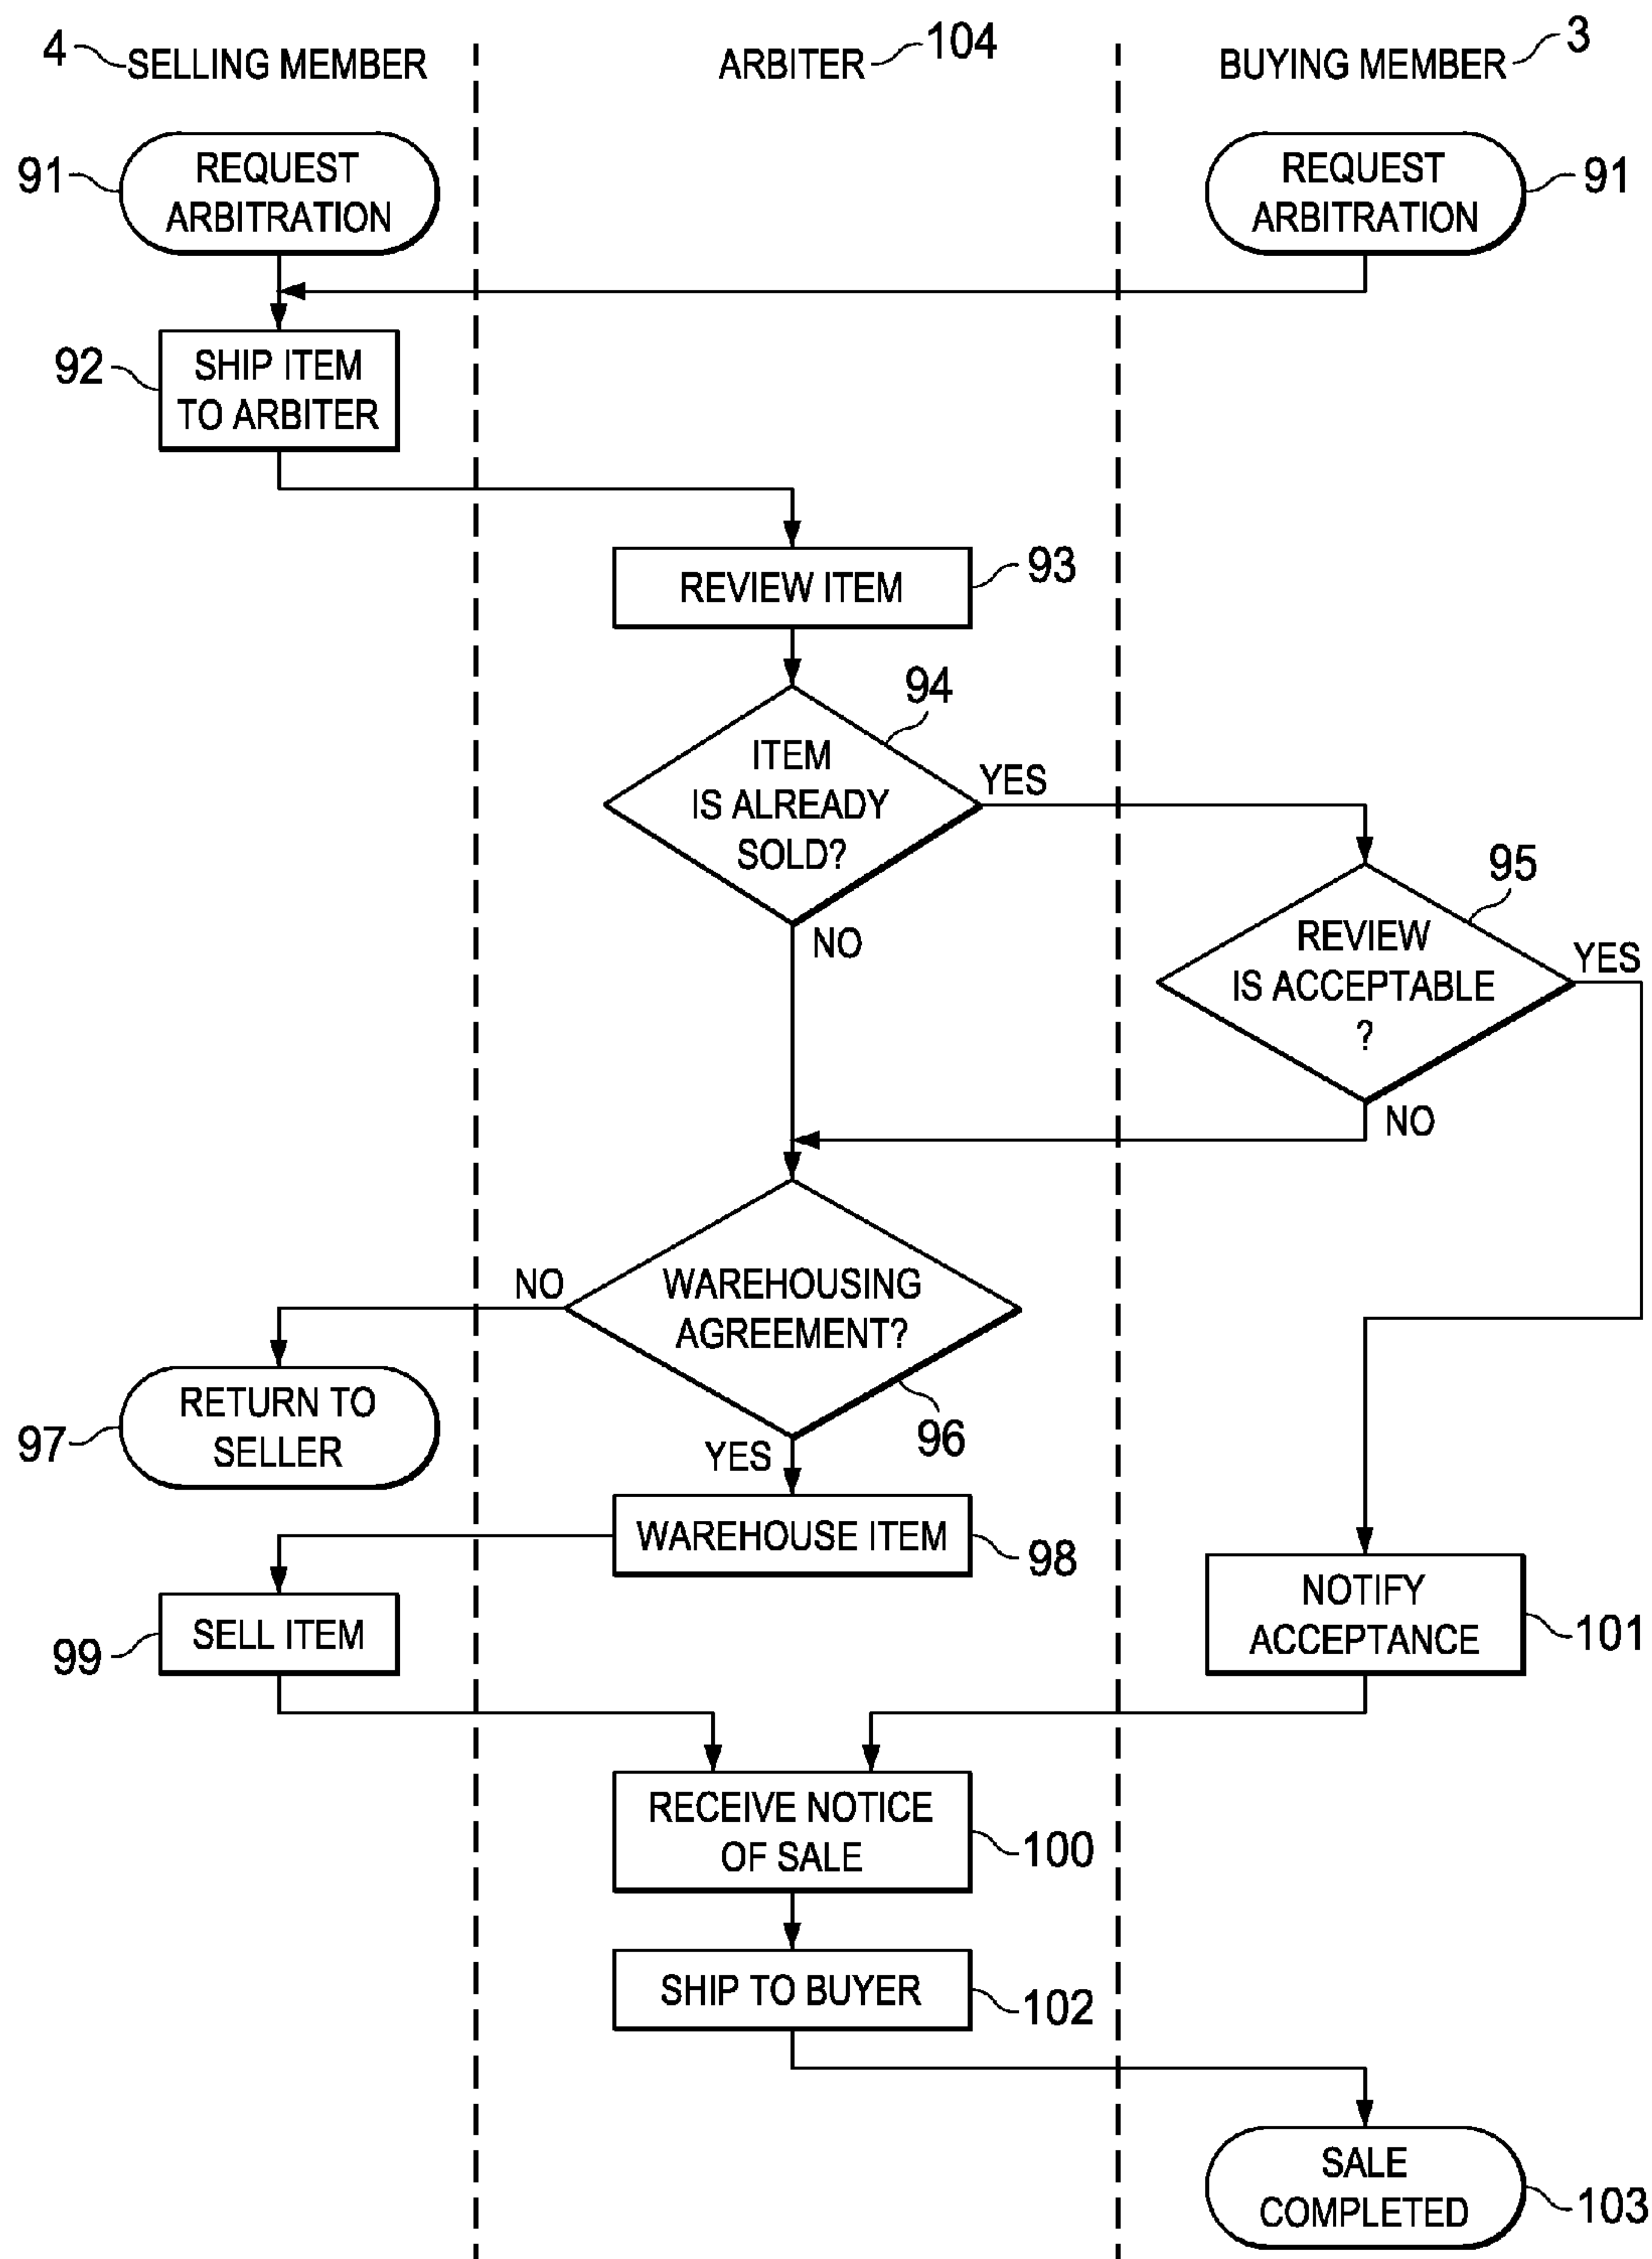 4 SELLING MEMBER
ARBITER 104
BUYING MEMBER 3
91
REQUEST
ARBITRATION
REQUEST
ARBITRATION
91
92
SHIP ITEM
TO ARBITER
REVIEW ITEM
93
94
ITEM
IS ALREADY
SOLD?
YES
NO
95
REVIEW
IS ACCEPTABLE
?
YES
NO
NO
WAREHOUSING
AGREEMENT?
96
YES
97
RETURN TO
SELLER
WAREHOUSE ITEM
98
99
SELL ITEM
NOTIFY
ACCEPTANCE
101
RECEIVE NOTICE
OF SALE
100
SHIP TO BUYER
102
SALE
COMPLETED
103